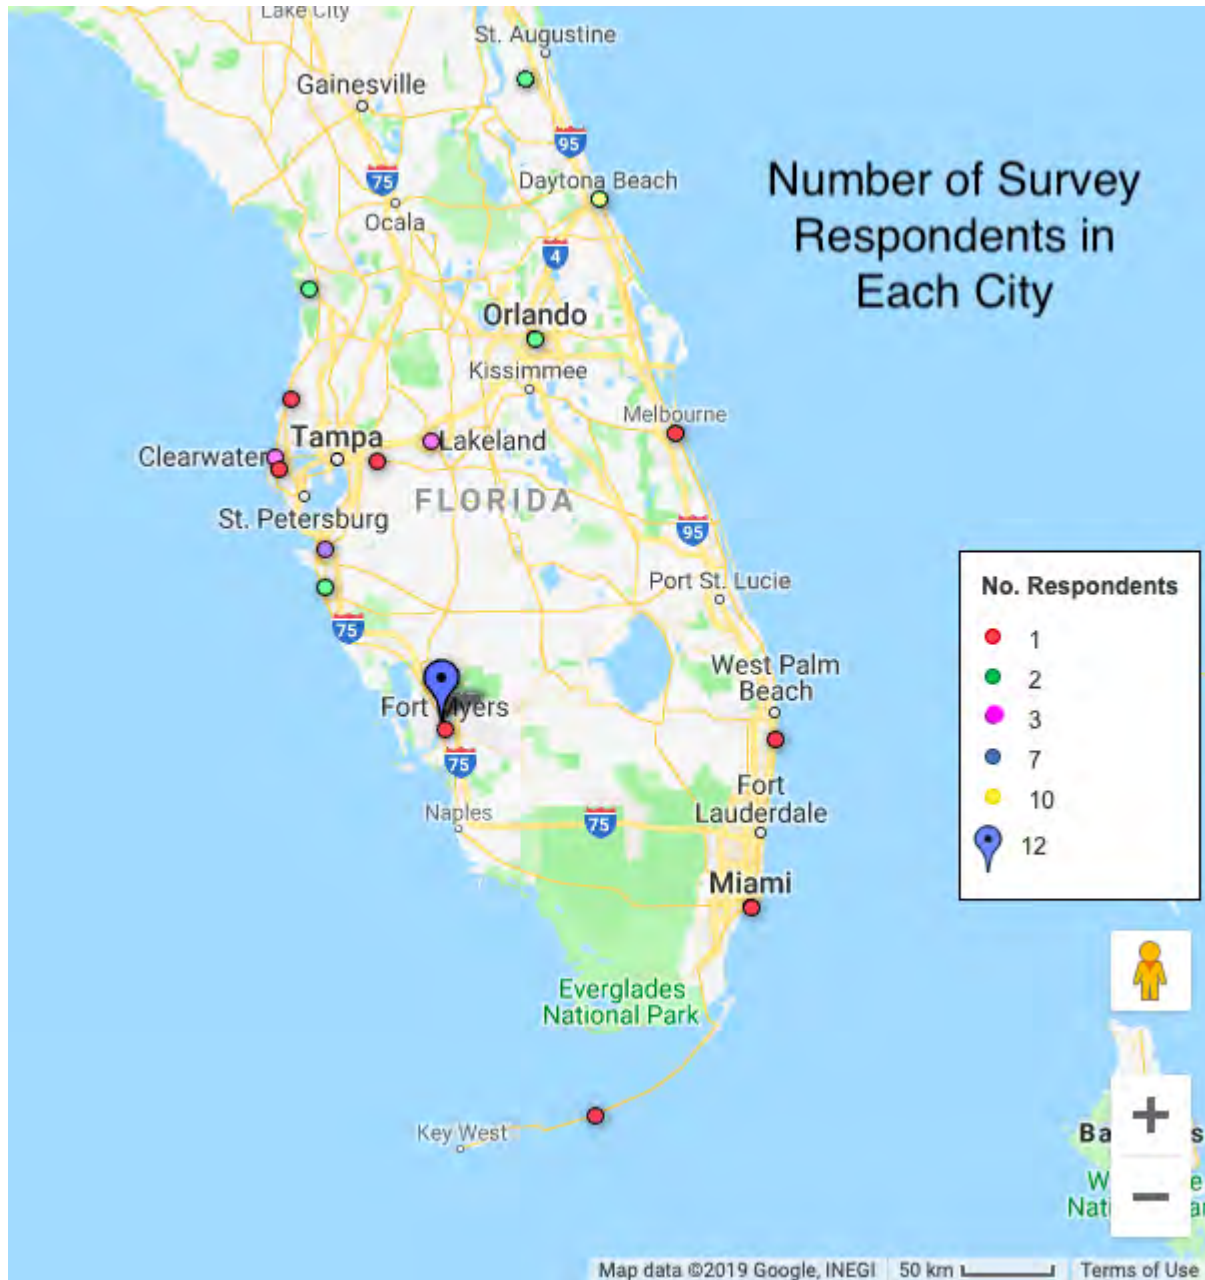 Lake City
St. Augustine
Gainesville
95
Daytona Beach
75
Ocala
4
Number of Survey
Respondents in
Each City
Orlando
Kissimmee
Melbourne
Tampa
Lakeland
Clearwater
FLORIDA
St. Petersburg
95
Port St. Lucie
75
West Palm
Beach
Fort Myers
75
Fort
Lauderdale
Naples
75
Miami
Everglades
National Park
Key West
No. Respondents
1
2
3
7
10
12
+
−
Map data ©2019 Google, INEGI
50 km
Terms of Use